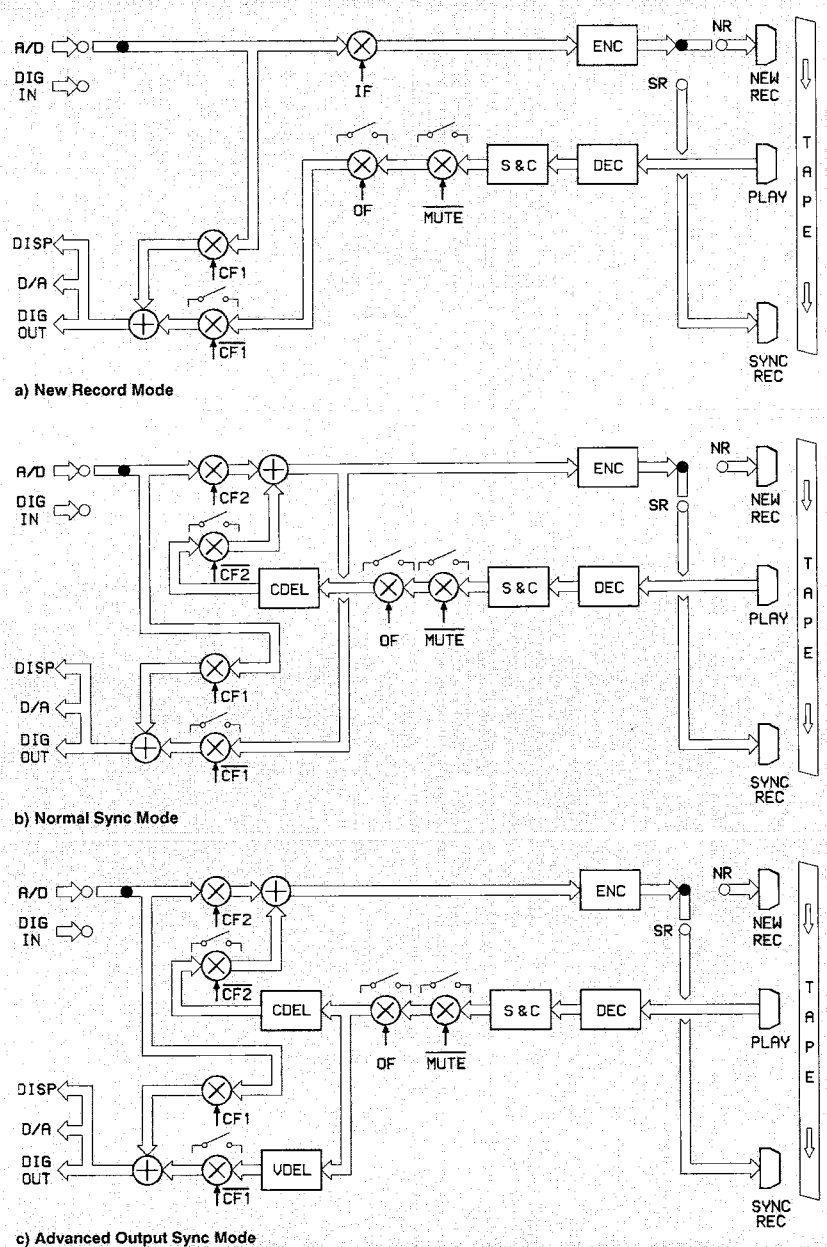 A/D
DIG
IN
IF
ENC
NR
NEW
REC
SR
OF
MUTE
S & C
DEC
PLAY
TAPE
DISP
D/A
DIG
OUT
CF1
CF1
SYNC
REC
a) New Record Mode
A/D
DIG
IN
CF2
CF2
CDEL
ENC
NR
NEW
REC
SR
OF
MUTE
S & C
DEC
PLAY
TAPE
DISP
D/A
DIG
OUT
CF1
CF1
SYNC
REC
b) Normal Sync Mode
A/D
DIG
IN
CF2
CF2
CDEL
ENC
NR
NEW
REC
SR
OF
MUTE
S & C
DEC
PLAY
TAPE
DISP
D/A
DIG
OUT
CF1
CF1
VDEL
SYNC
REC
c) Advanced Output Sync Mode